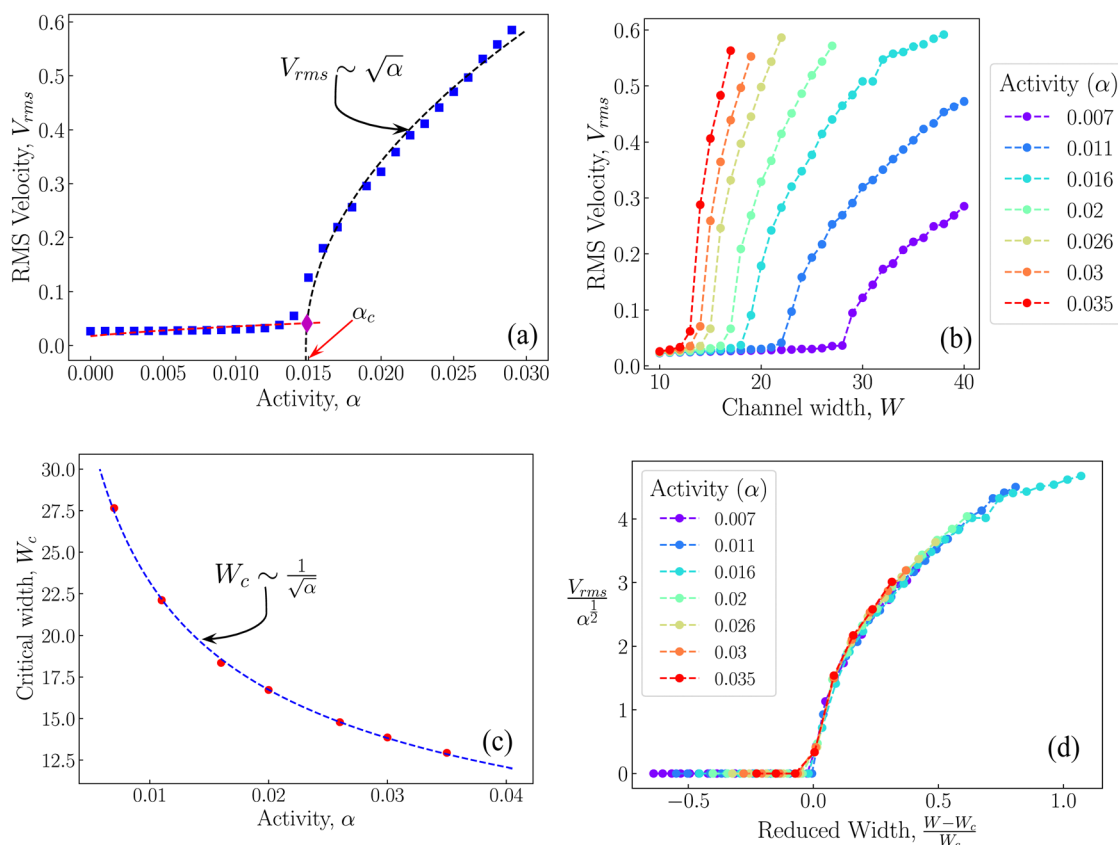 0.6
0.5
0.4
0.3
0.2
0.1
0.0
RMS Velocity, V_rms
V_rms ∼ √α
α_c
(a)
0.000 0.005 0.010 0.015 0.020 0.025 0.030
Activity, α
0.6
0.5
0.4
0.3
0.2
0.1
0.0
RMS Velocity, V_rms
(b)
10 20 30 40
Channel width, W
Activity (α)
0.007
0.011
0.016
0.02
0.026
0.03
0.035
30.0
27.5
25.0
22.5
20.0
17.5
15.0
12.5
Critical width, W_c
W_c ∼ 1/√α
(c)
0.01 0.02 0.03 0.04
Activity, α
4
3
2
1
0
V_rms/α^(1/2)
Activity (α)
0.007
0.011
0.016
0.02
0.026
0.03
0.035
(d)
−0.5 0.0 0.5 1.0
Reduced Width, (W−W_c)/W_c